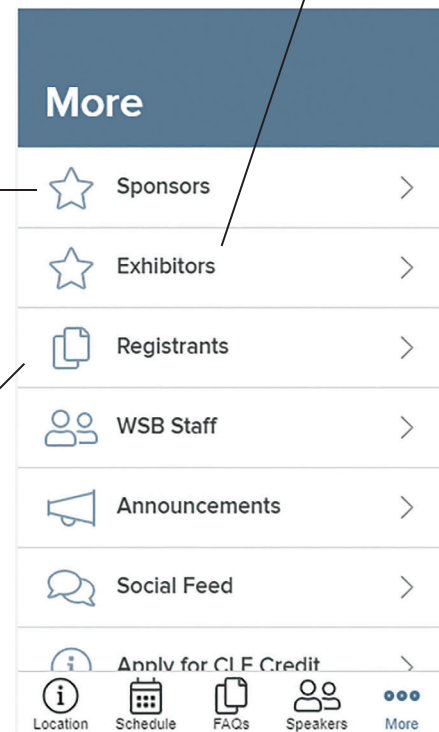 More
Sponsors
Exhibitors
Registrants
WSB Staff
Announcements
Social Feed
Apply for CLE Credit
Location Schedule FAQs Speakers More